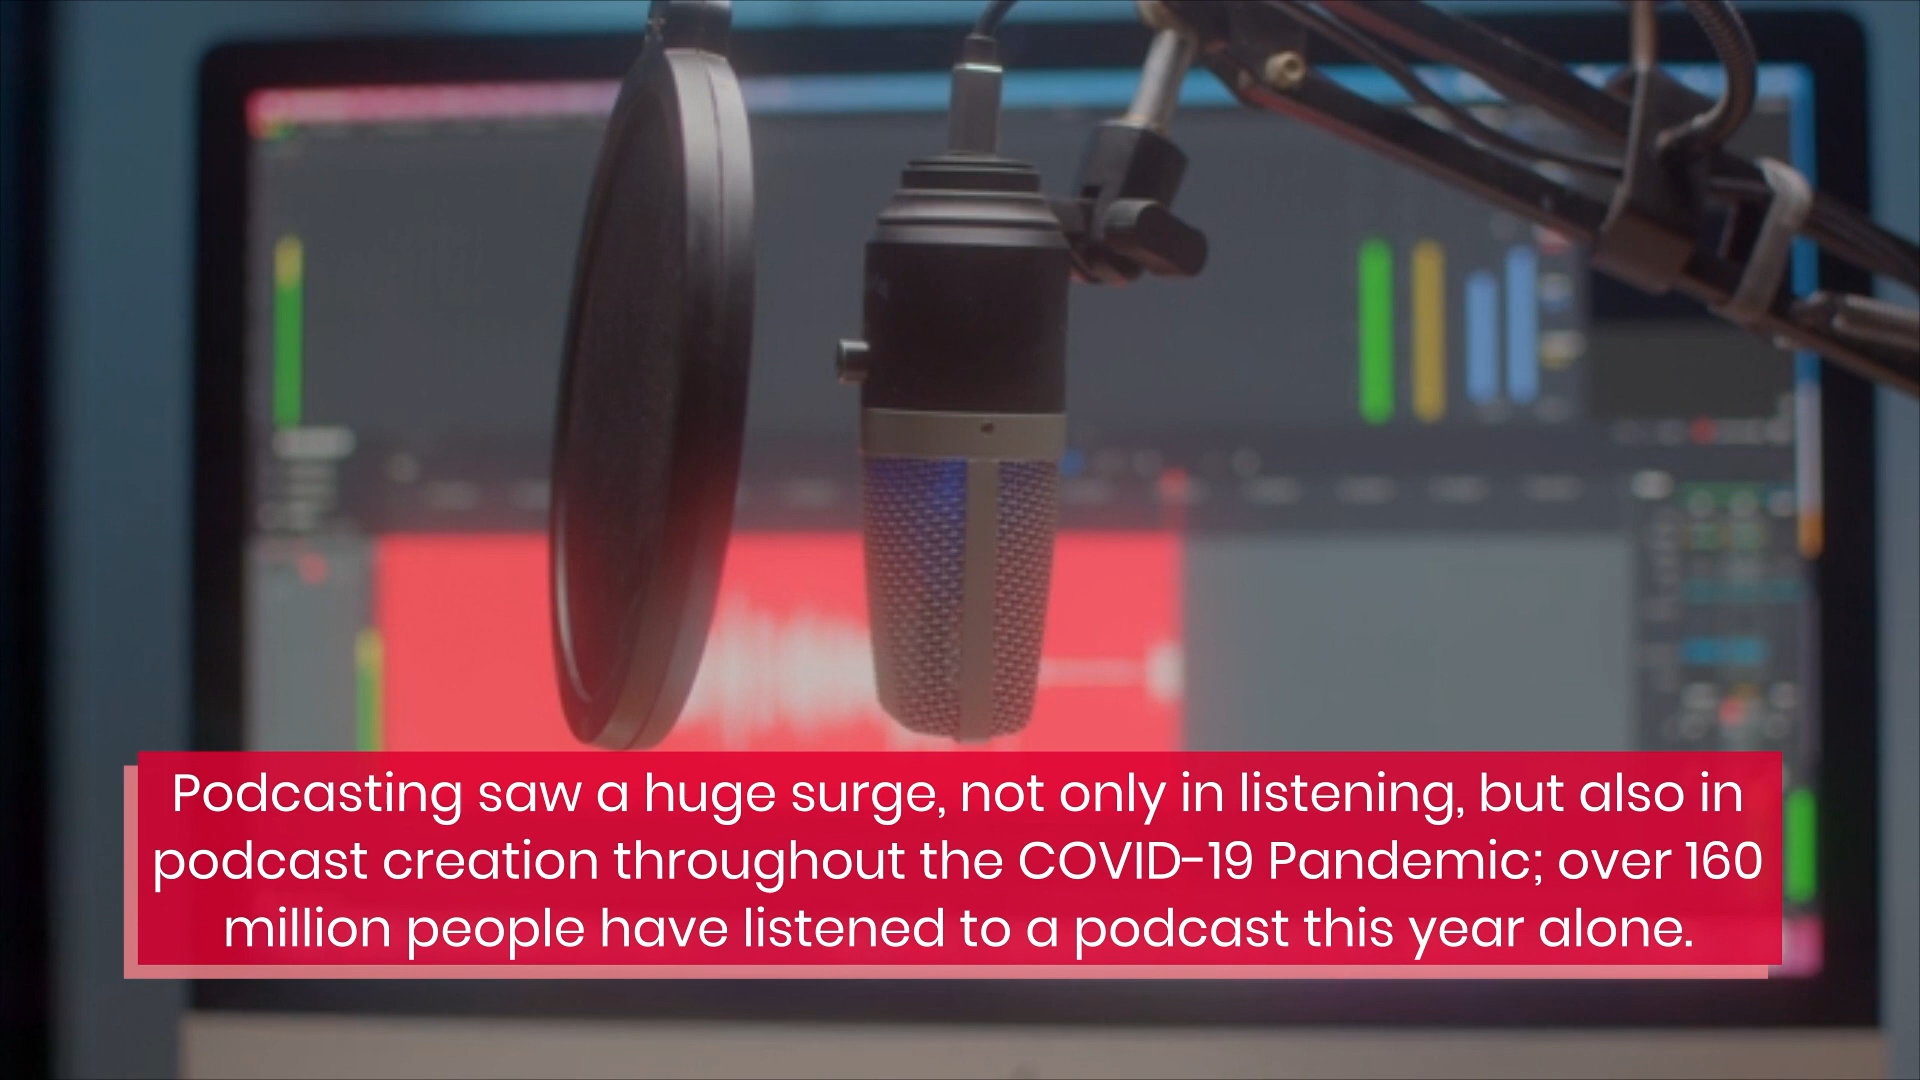 Podcasting saw a huge surge, not only in listening, but also in
podcast creation throughout the COVID-19 Pandemic; over 160
million people have listened to a podcast this year alone.